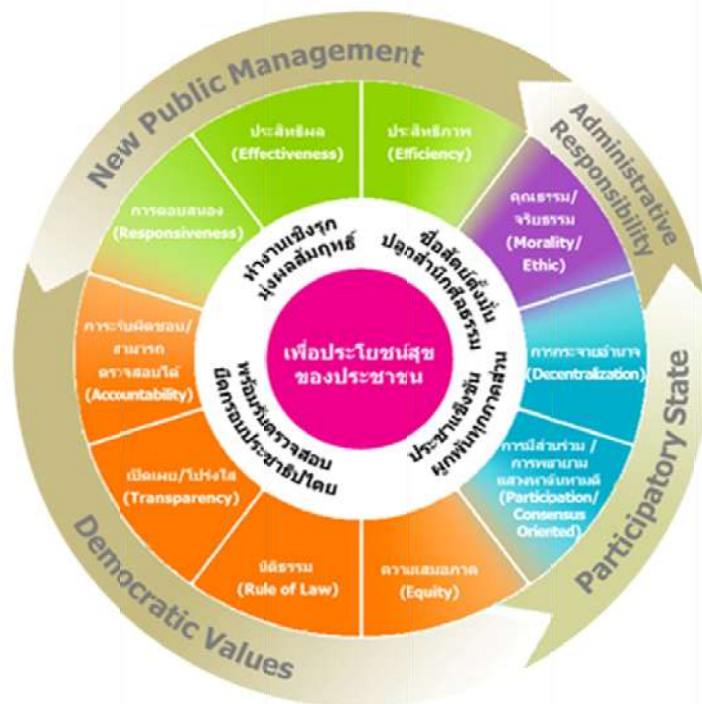 New Public Management
Administrative
Responsibility
Participatory State
Democratic Values
ประสิทธิผล
(Effectiveness)
ประสิทธิภาพ
(Efficiency)
คุณธรรม/
จริยธรรม
(Morality/
Ethic)
การกระจายอำนาจ
(Decentralization)
การมีส่วนร่วม /
การพยายาม
แสวงหาฉันทามติ
(Participation/
Consensus
Oriented)
ความเสมอภาค
(Equity)
นิติธรรม
(Rule of Law)
เปิดเผย/โปร่งใส
(Transparency)
การะรับผิดชอบ/
สามารถ
ตรวจสอบได้
(Accountability)
การตอบสนอง
(Responsiveness)
ทำงานเชิงรุก
มุ่งผลสัมฤทธิ์
ซื่อสัตย์ตั้งมั่น
ปลูกสำนึกศีลธรรม
ประชาแข็งขัน
ผูกพันทุกภาคส่วน
พร้อมรับตรวจสอบ
ยึดกรอบประชาธิปไตย
เพื่อประโยชน์สุข
ของประชาชน